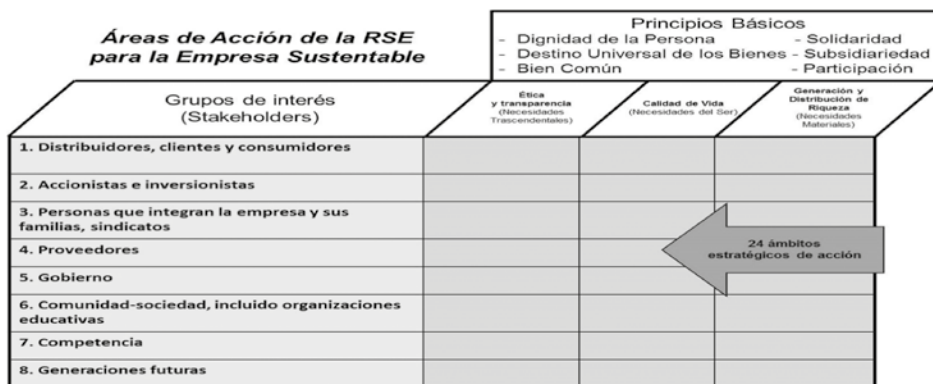 Áreas de Acción de la RSE
para la Empresa Sustentable
Principios Básicos
- Dignidad de la Persona - Solidaridad
- Destino Universal de los Bienes - Subsidiariedad
- Bien Común - Participación
Grupos de interés
(Stakeholders)
Ética
y transparencia
(Necesidades
Trascendentales)
Calidad de Vida
(Necesidades del Ser)
Generación y
Distribución de
Riqueza
(Necesidades
Materiales)
1. Distribuidores, clientes y consumidores
2. Accionistas e inversionistas
3. Personas que integran la empresa y sus
familias, sindicatos
4. Proveedores
5. Gobierno
6. Comunidad-sociedad, incluido organizaciones
educativas
7. Competencia
8. Generaciones futuras
24 ámbitos
estratégicos de acción